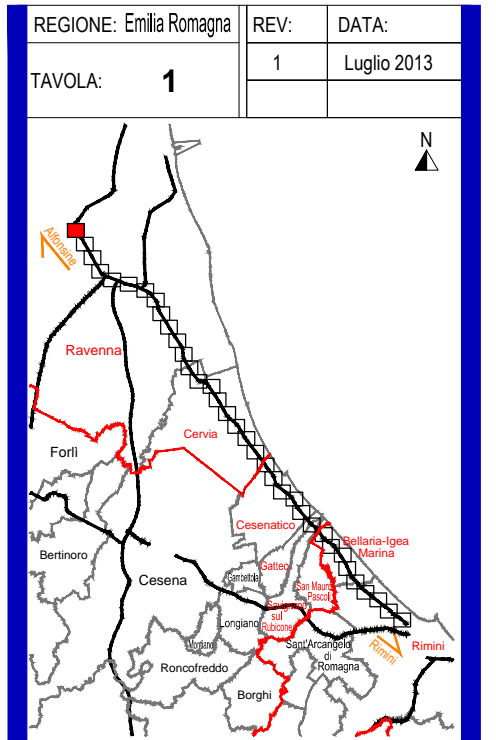 REGIONE: Emilia Romagna
REV:
DATA:
TAVOLA: 1
1
Luglio 2013
N
Alfonsine
Ravenna
Cervia
Forlì
Cesenatico
Bellaria-Igea
Marina
Bertinoro
Gatteo
Gambettola
Cesena
San Mauro
Pascoli
Savignano
sul
Rubicone
Longiano
Montiano
Sant'Arcangelo
di
Romagna
Rimini
Rimini
Roncofreddo
Borghi